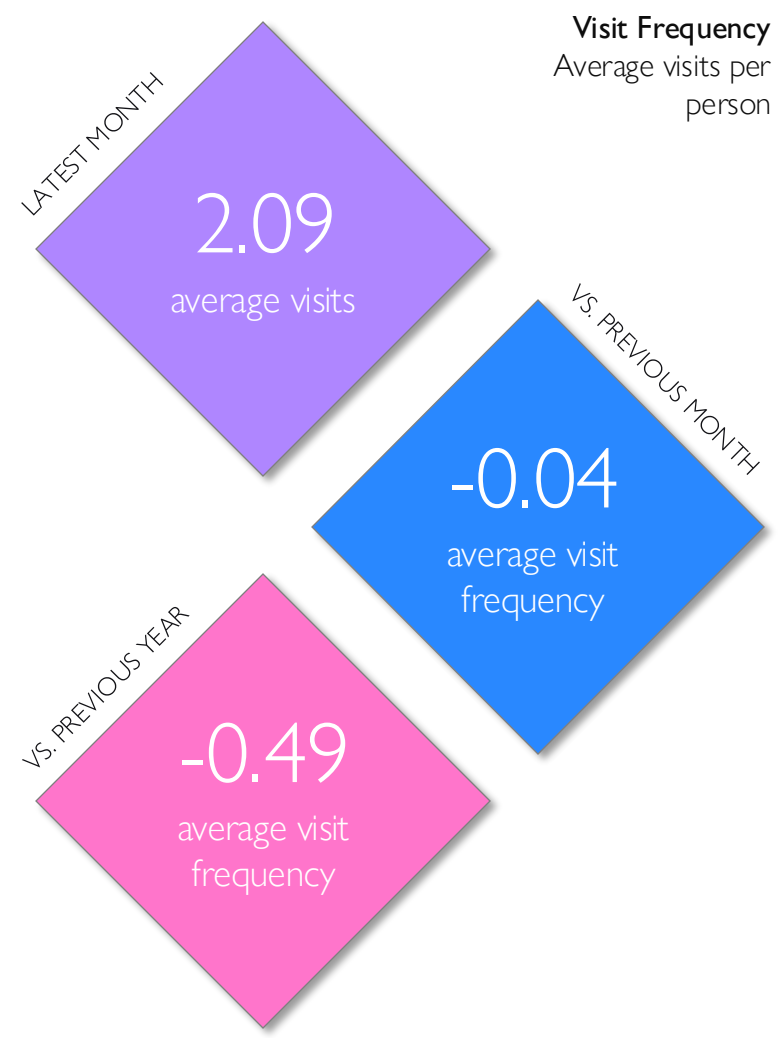 Visit Frequency
Average visits per
person
LATEST MONTH
2.09
average visits
VS. PREVIOUS MONTH
-0.04
average visit
frequency
VS. PREVIOUS YEAR
-0.49
average visit
frequency